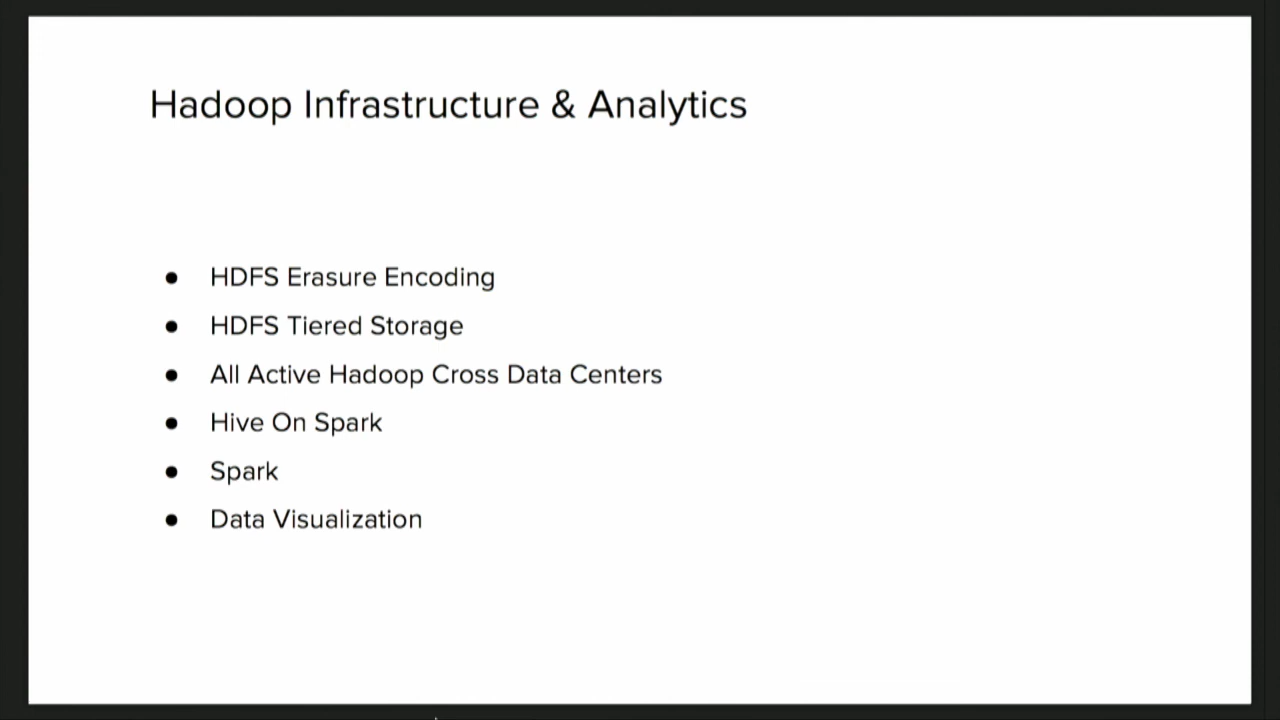 Hadoop Infrastructure & Analytics
● HDFS Erasure Encoding
● HDFS Tiered Storage
● All Active Hadoop Cross Data Centers
● Hive On Spark
● Spark
● Data Visualization